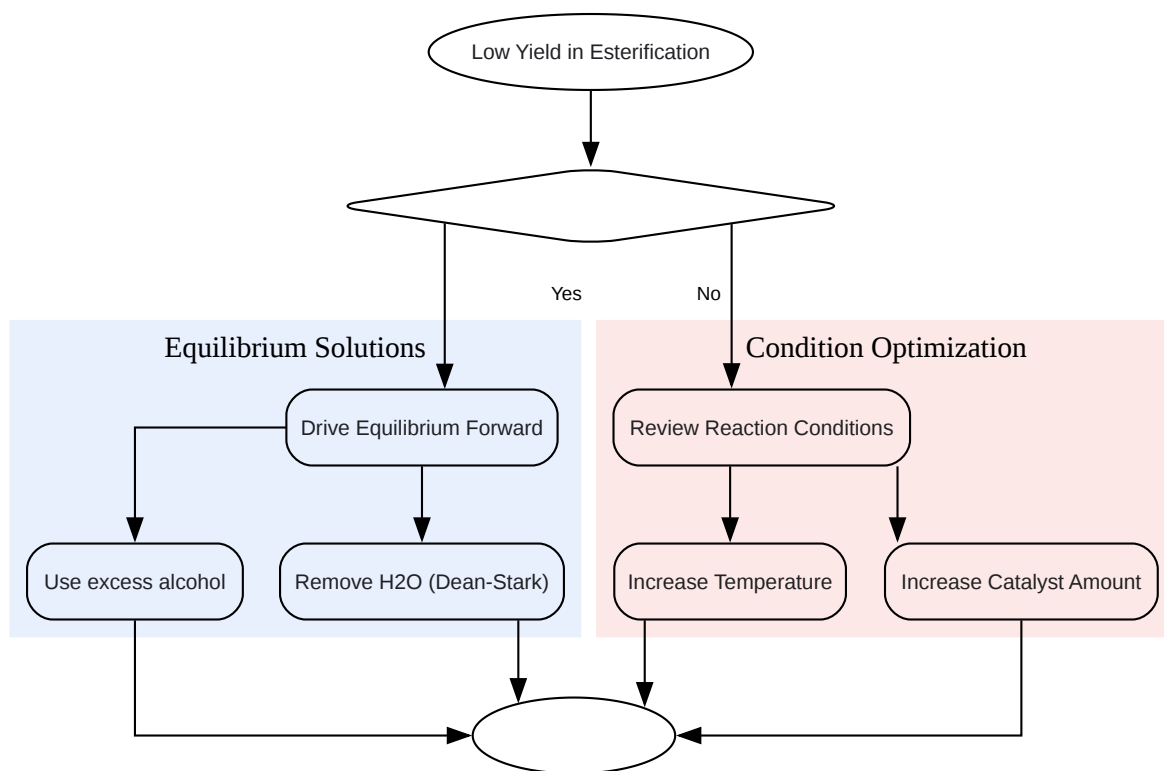 Low Yield in Esterification
Yes
No
Equilibrium Solutions
Condition Optimization
Drive Equilibrium Forward
Review Reaction Conditions
Use excess alcohol
Remove H2O (Dean-Stark)
Increase Temperature
Increase Catalyst Amount